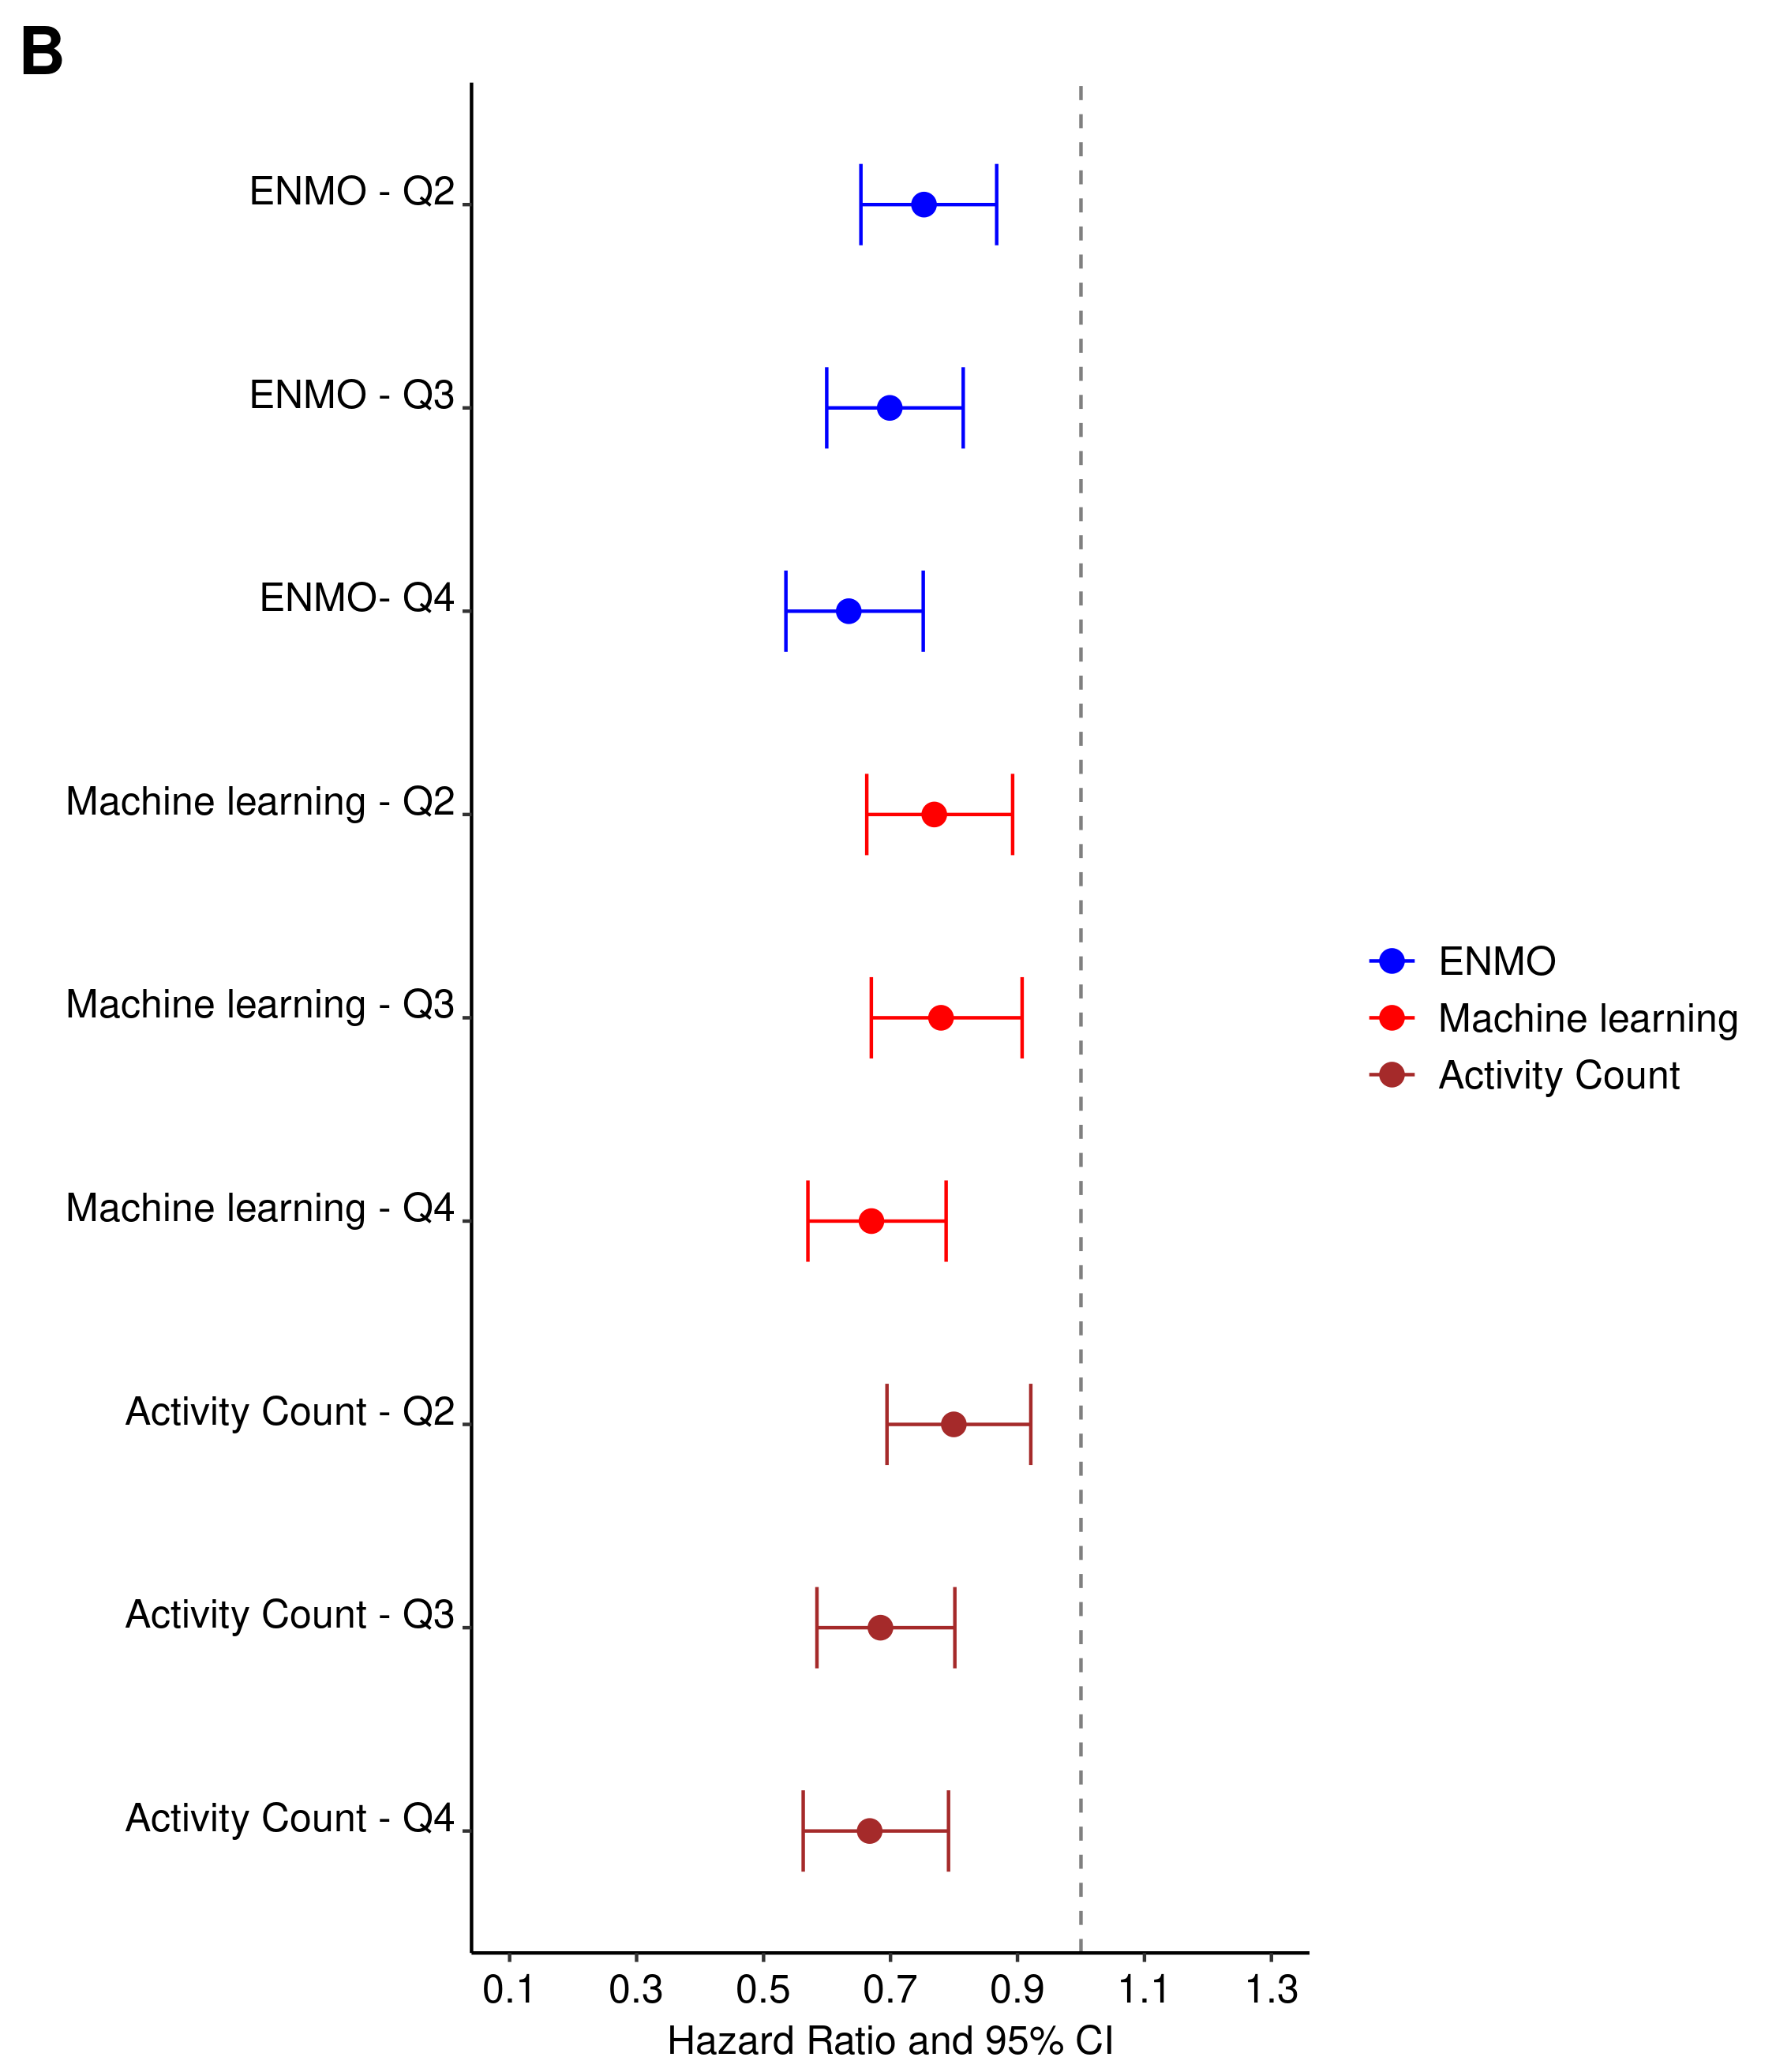 B
ENMO - Q2
ENMO - Q3
ENMO- Q4
Machine learning - Q2
Machine learning - Q3
Machine learning - Q4
Activity Count - Q2
Activity Count - Q3
Activity Count - Q4
0.1 0.3 0.5 0.7 0.9 1.1 1.3
Hazard Ratio and 95% CI
ENMO
Machine learning
Activity Count